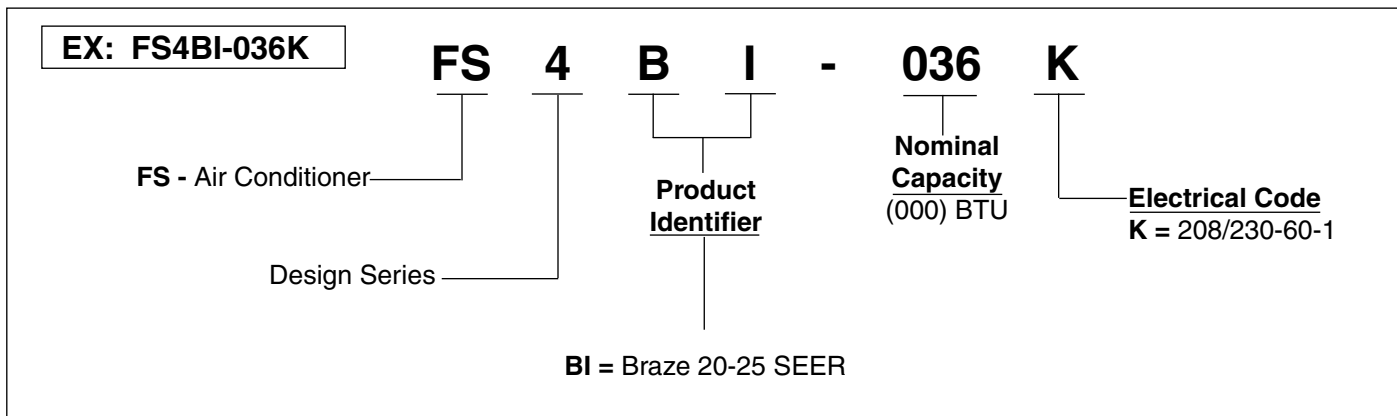 EX: FS4BI-036K
FS 4 B I - 036 K
FS - Air Conditioner
Design Series
Product
Identifier
BI = Braze 20-25 SEER
Nominal
Capacity
(000) BTU
Electrical Code
K = 208/230-60-1